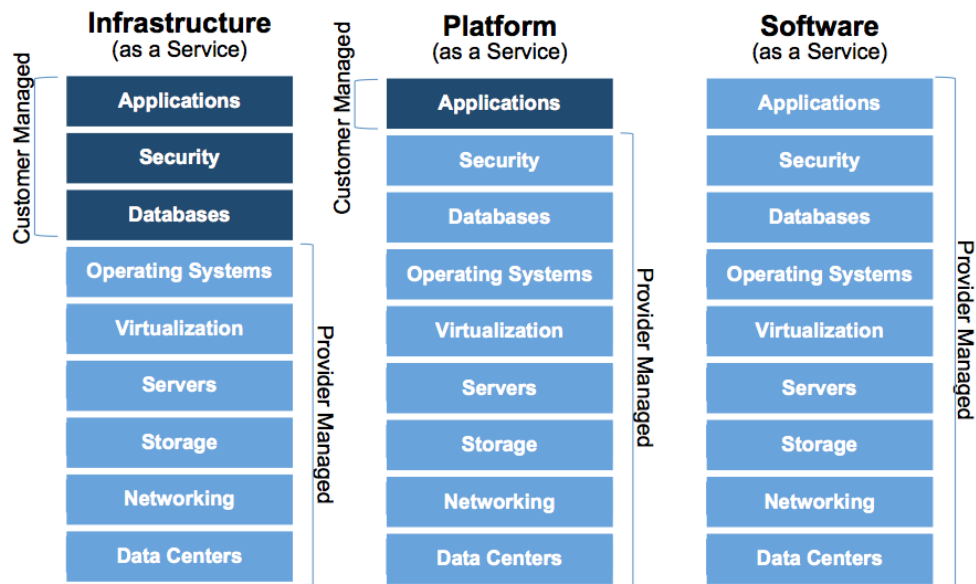 Infrastructure
(as a Service)
Customer Managed
Applications
Security
Databases
Operating Systems
Virtualization
Servers
Storage
Networking
Data Centers
Provider Managed
Platform
(as a Service)
Customer Managed
Applications
Security
Databases
Operating Systems
Virtualization
Servers
Storage
Networking
Data Centers
Provider Managed
Software
(as a Service)
Applications
Security
Databases
Operating Systems
Virtualization
Servers
Storage
Networking
Data Centers
Provider Managed